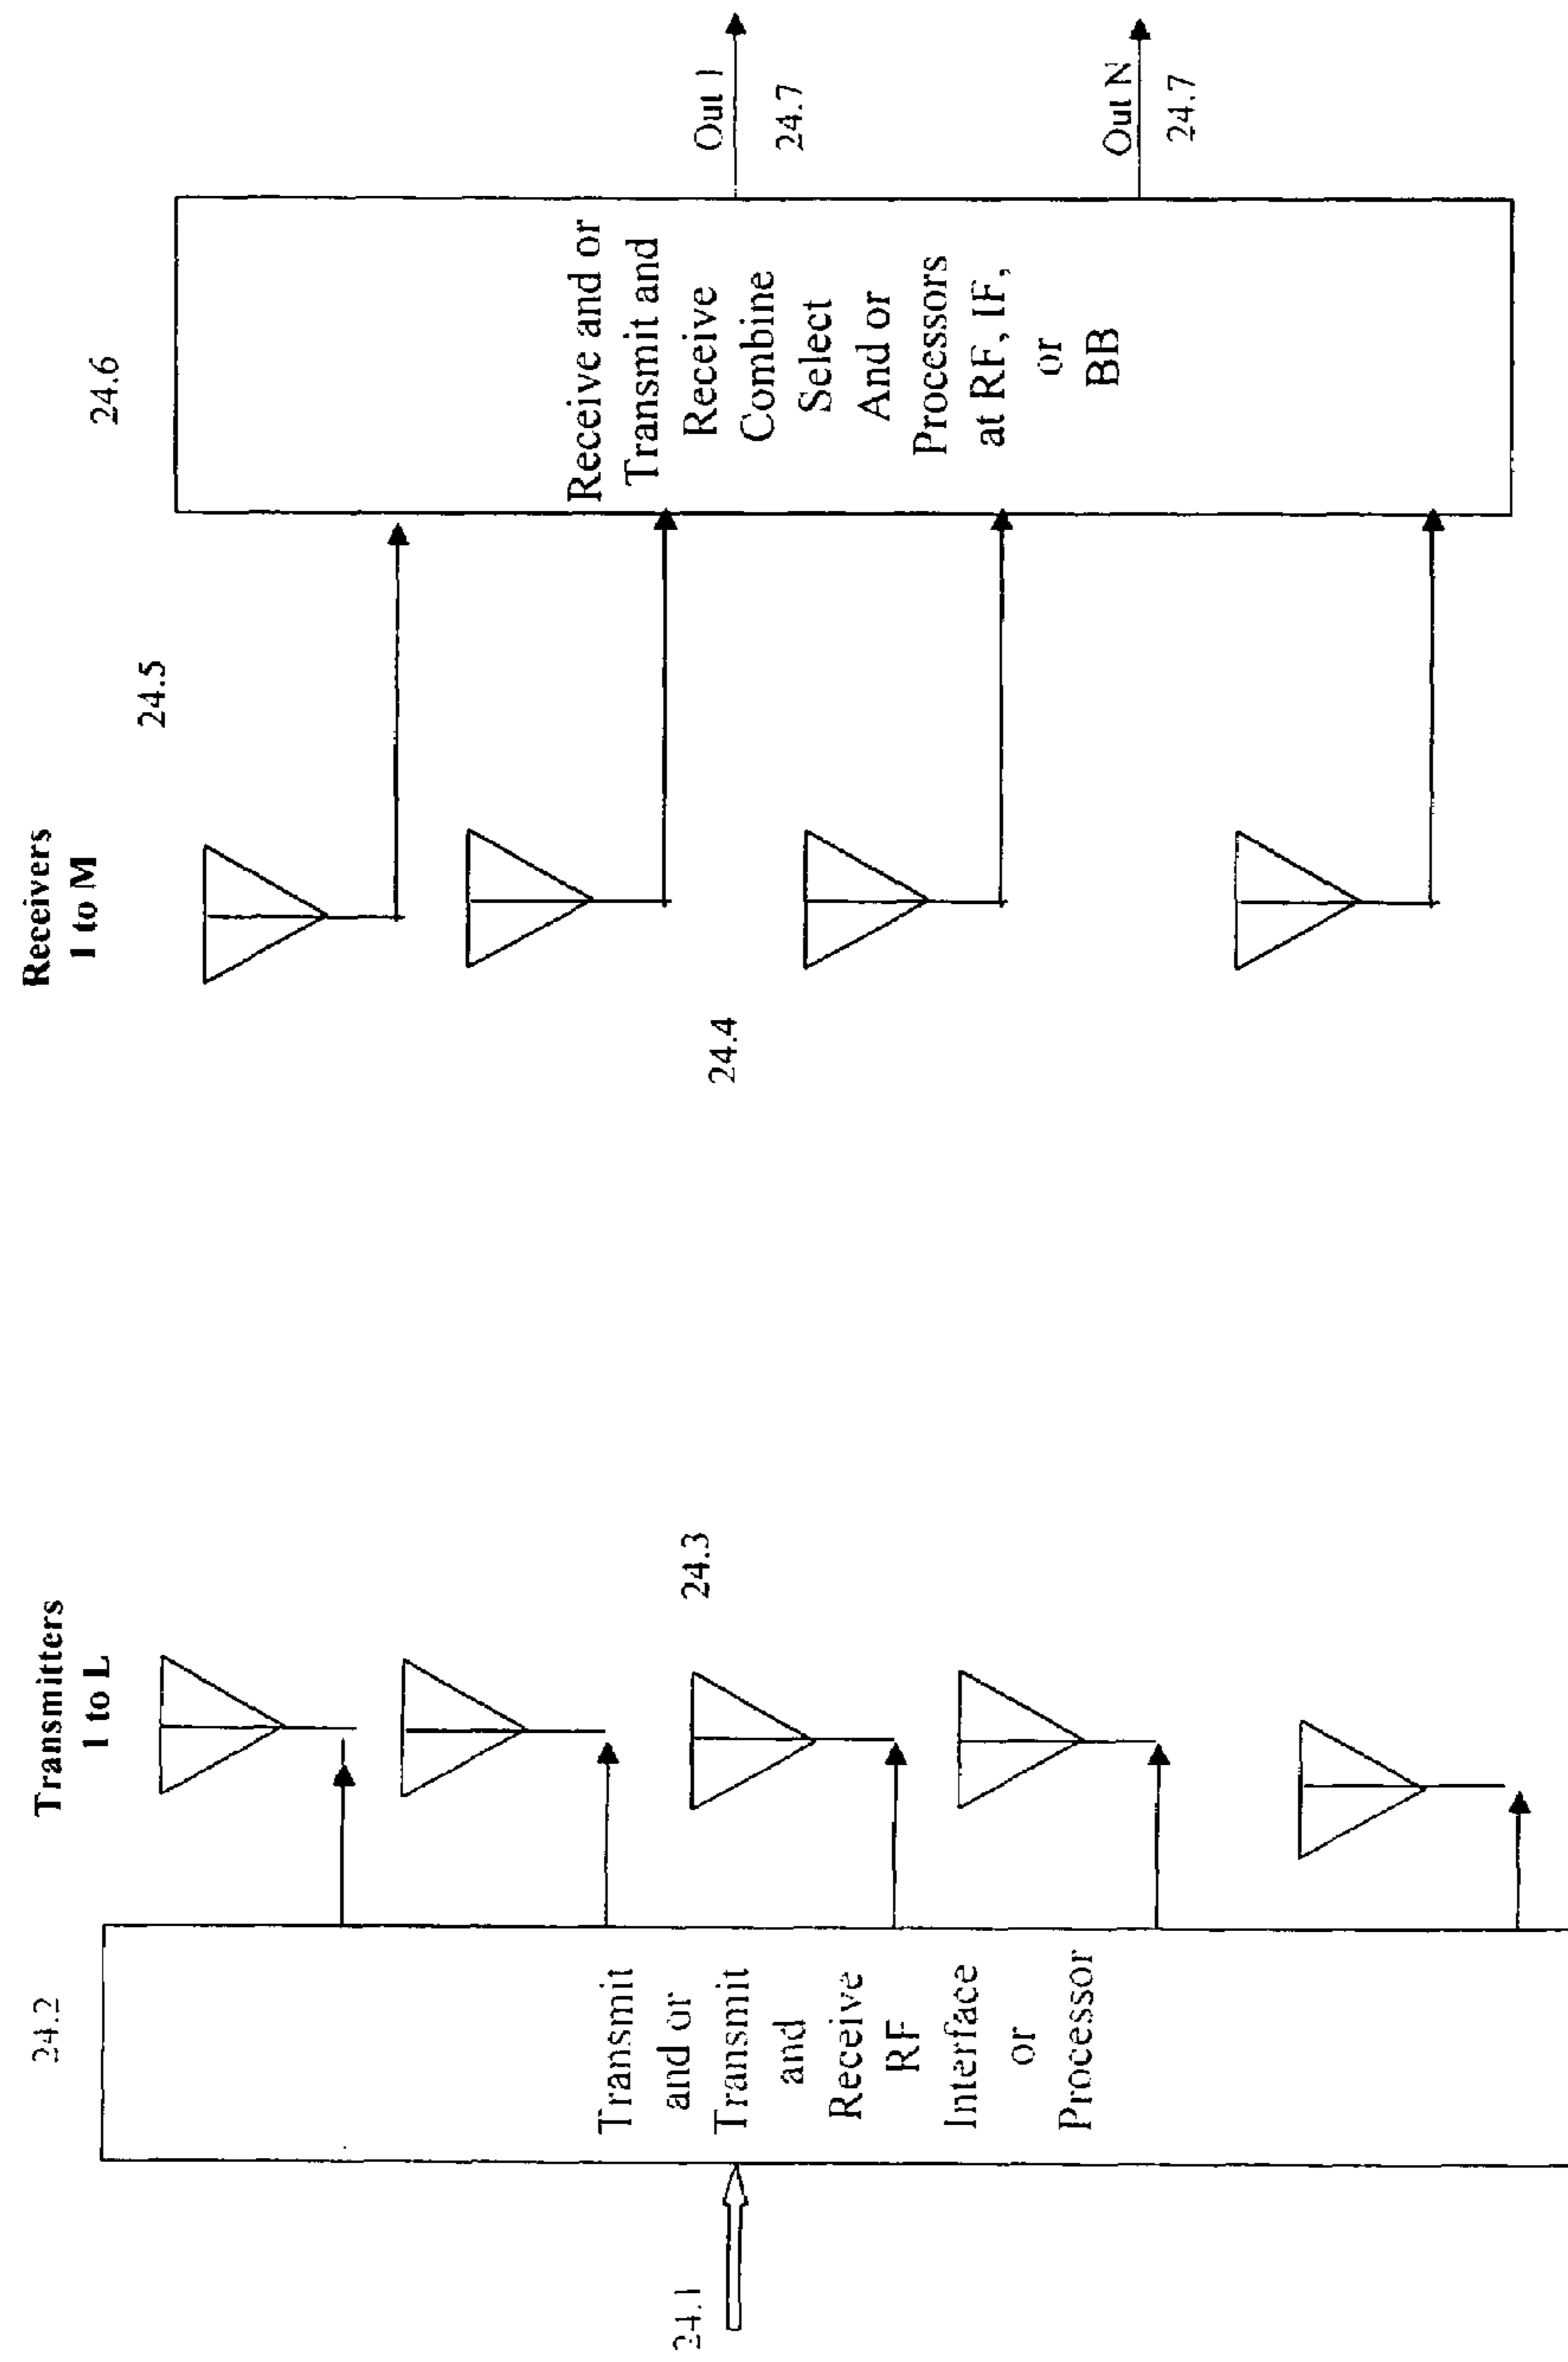 24.1
24.2
Transmit
and or
Transmit
and
Receive
RF
Interface
or
Processor
Transmitters
1 to L
24.3
24.4
Receivers
1 to M
24.5
24.6
Receive and or
Transmit and
Receive
Combine
Select
And or
Processors
at RF, IF,
or
BB
Out 1
24.7
Out N
24.7